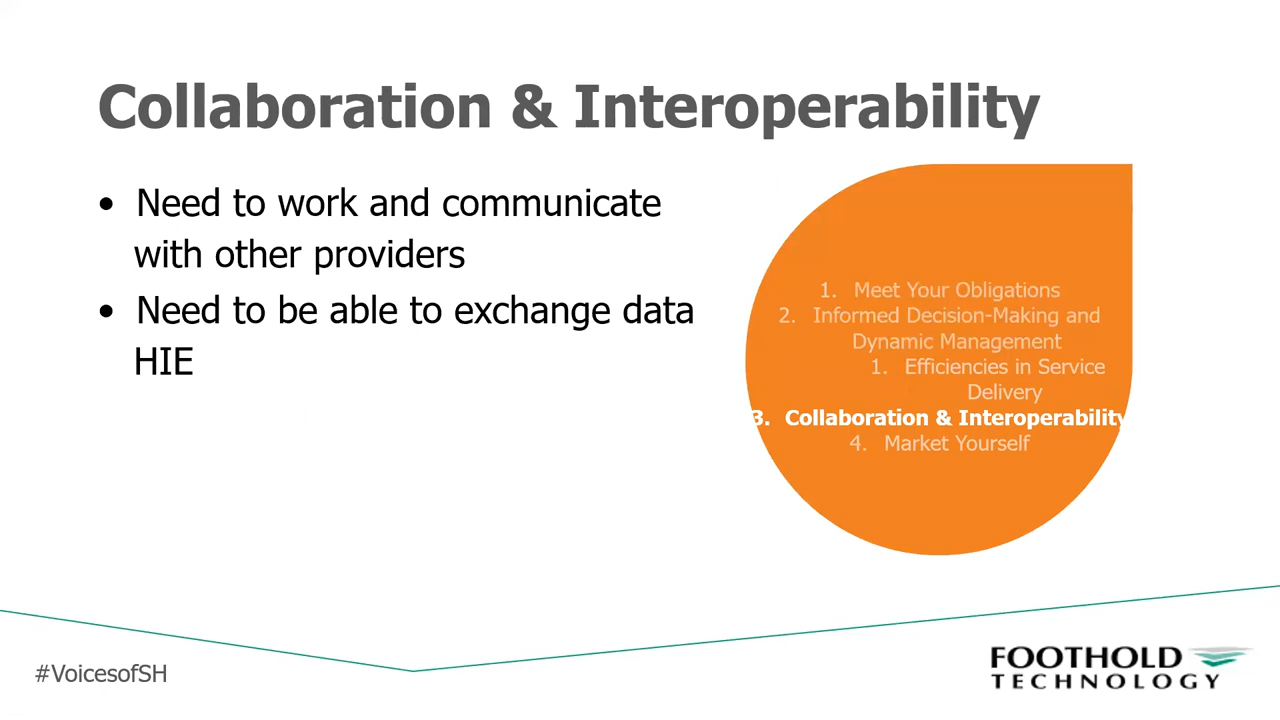 Collaboration & Interoperability
• Need to work and communicate
with other providers
• Need to be able to exchange data
HIE
1. Meet Your Obligations
2. Informed Decision-Making and
Dynamic Management
1. Efficiencies in Service
Delivery
3. Collaboration & Interoperability
4. Market Yourself
#VoicesofSH
FOOTHOLD
TECHNOLOGY